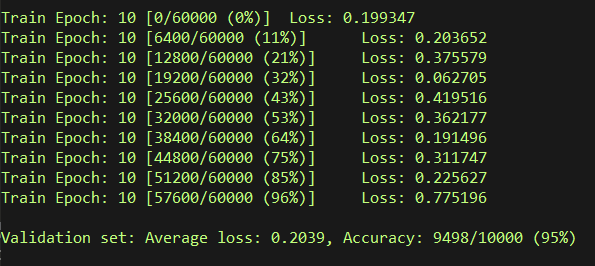 Train Epoch: 10 [0/60000 (0%)]	Loss: 0.199347
Train Epoch: 10 [6400/60000 (11%)]	Loss: 0.203652
Train Epoch: 10 [12800/60000 (21%)]	Loss: 0.375579
Train Epoch: 10 [19200/60000 (32%)]	Loss: 0.062705
Train Epoch: 10 [25600/60000 (43%)]	Loss: 0.419516
Train Epoch: 10 [32000/60000 (53%)]	Loss: 0.362177
Train Epoch: 10 [38400/60000 (64%)]	Loss: 0.191496
Train Epoch: 10 [44800/60000 (75%)]	Loss: 0.311747
Train Epoch: 10 [51200/60000 (85%)]	Loss: 0.225627
Train Epoch: 10 [57600/60000 (96%)]	Loss: 0.775196
Validation set: Average loss: 0.2039, Accuracy: 9498/10000 (95%)